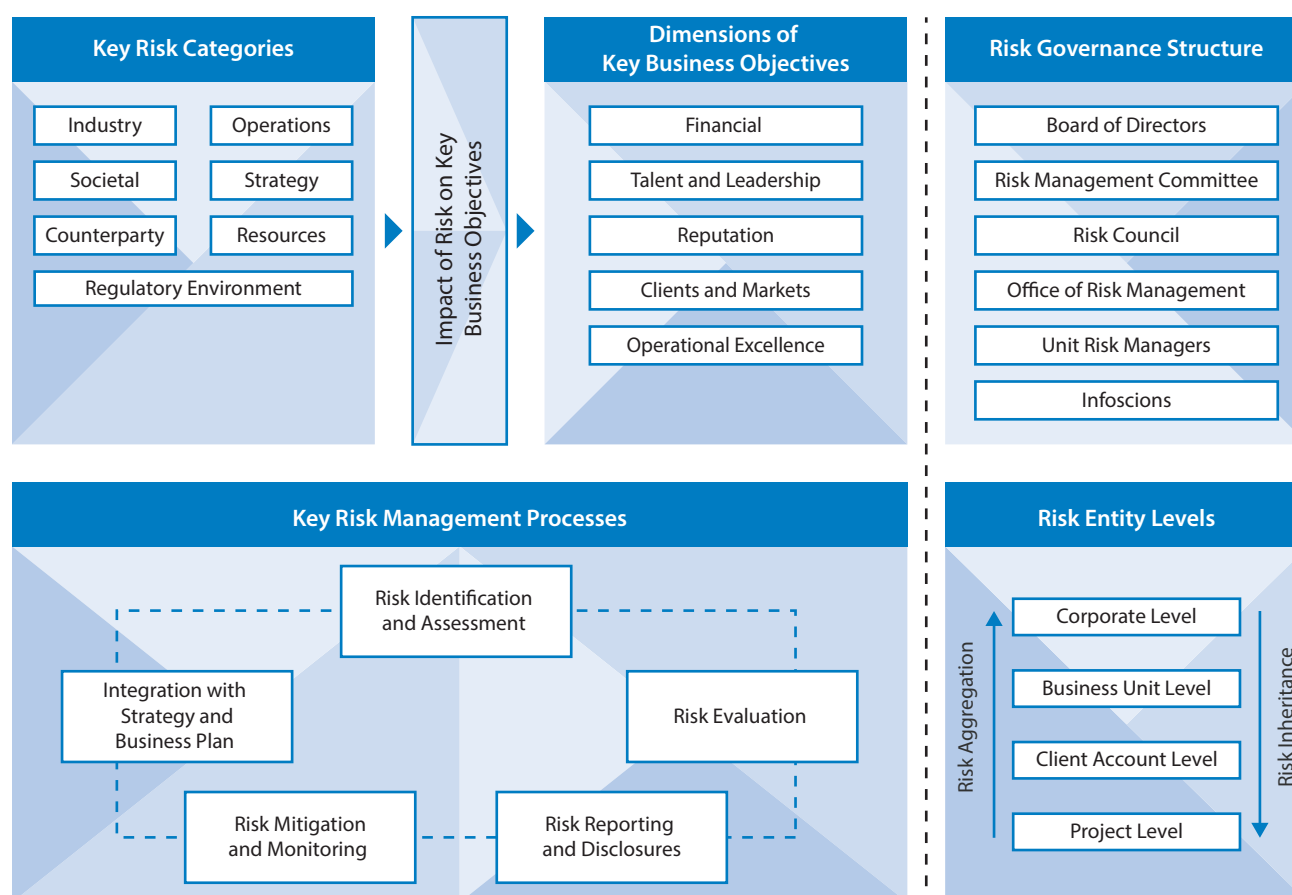 Key Risk Categories
Industry
Operations
Societal
Strategy
Counterparty
Resources
Regulatory Environment
Impact of Risk on Key
Business Objectives
Dimensions of
Key Business Objectives
Financial
Talent and Leadership
Reputation
Clients and Markets
Operational Excellence
Risk Governance Structure
Board of Directors
Risk Management Committee
Risk Council
Office of Risk Management
Unit Risk Managers
Infoscions
Key Risk Management Processes
Risk Identification
and Assessment
Integration with
Strategy and
Business Plan
Risk Evaluation
Risk Mitigation
and Monitoring
Risk Reporting
and Disclosures
Risk Entity Levels
Risk Aggregation
Corporate Level
Business Unit Level
Client Account Level
Project Level
Risk Inheritance